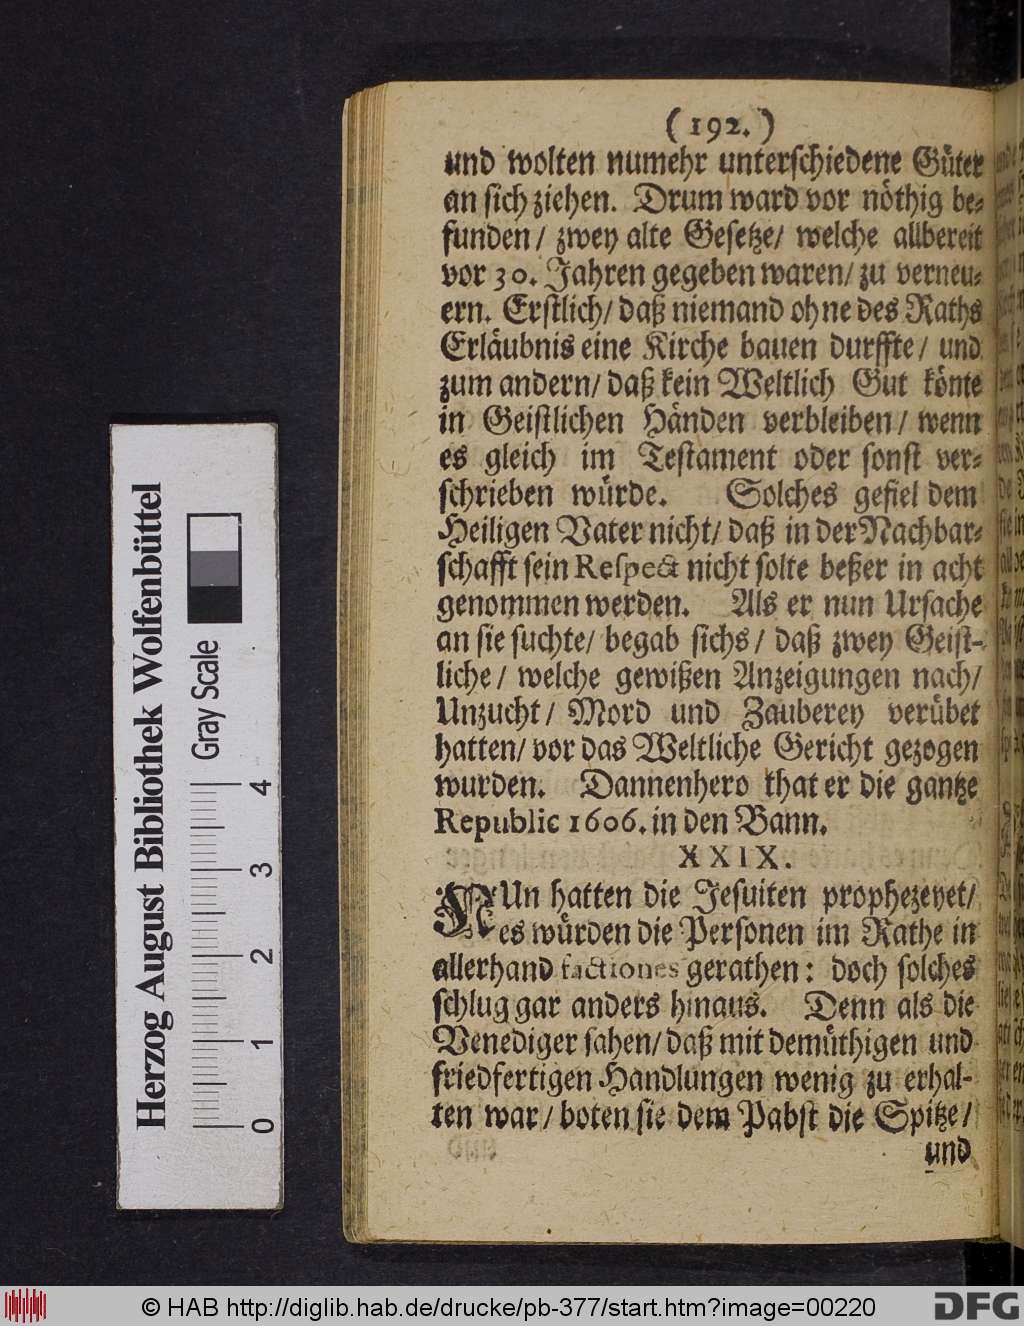 (192.)
und wolten numehr unterschiedene Güter
an sich ziehen. Drum ward vor nöthig be-
funden/ zwey alte Gesetze/ welche allbereit
vor 30. Jahren gegeben waren/ zu verneu-
ern. Erstlich/ daß niemand ohne des Raths
Erläubnis eine Kirche bauen durffte/ und
zum andern/ daß kein Weltlich Gut könte
in Geistlichen Händen verbleiben/ wenn
es gleich im Testament oder sonst ver-
schrieben würde. Solches gefiel dem
Heiligen Vater nicht/ daß in der Nachbar-
schafft sein Respect nicht solte beßer in acht
genommen werden. Als er nun Ursache
an sie suchte/ begab sichs/ daß zwey Geist-
liche/ welche gewißen Anzeigungen nach/
Unzucht/ Mord und Zauberey verübet
hatten/ vor das Weltliche Gericht gezogen
wurden. Dannenhero that er die gantze
Republic 1606. in den Bann.
XXIX.
NUn hatten die Jesuiten prophezeyet/
es würden die Personen im Rathe in
allerhand factiones gerathen: doch solches
schlug gar anders hinaus. Denn als die
Venediger sahen/ daß mit demüthigen und
friedfertigen Handlungen wenig zu erhal-
ten war/ boten sie dem Pabst die Spitze/
und
Herzog August Bibliothek Wolfenbüttel
Gray Scale
0 1 2 3 4
© HAB http://diglib.hab.de/drucke/pb-377/start.htm?image=00220
DFG